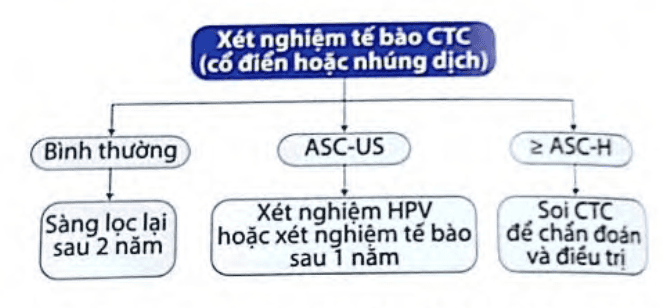 Xét nghiệm tế bào CTC
(cổ điển hoặc nhúng dịch)
Bình thường
ASC-US
≥ ASC-H
Sàng lọc lại
sau 2 năm
Xét nghiệm HPV
hoặc xét nghiệm tế bào
sau 1 năm
Soi CTC
để chẩn đoán
và điều trị